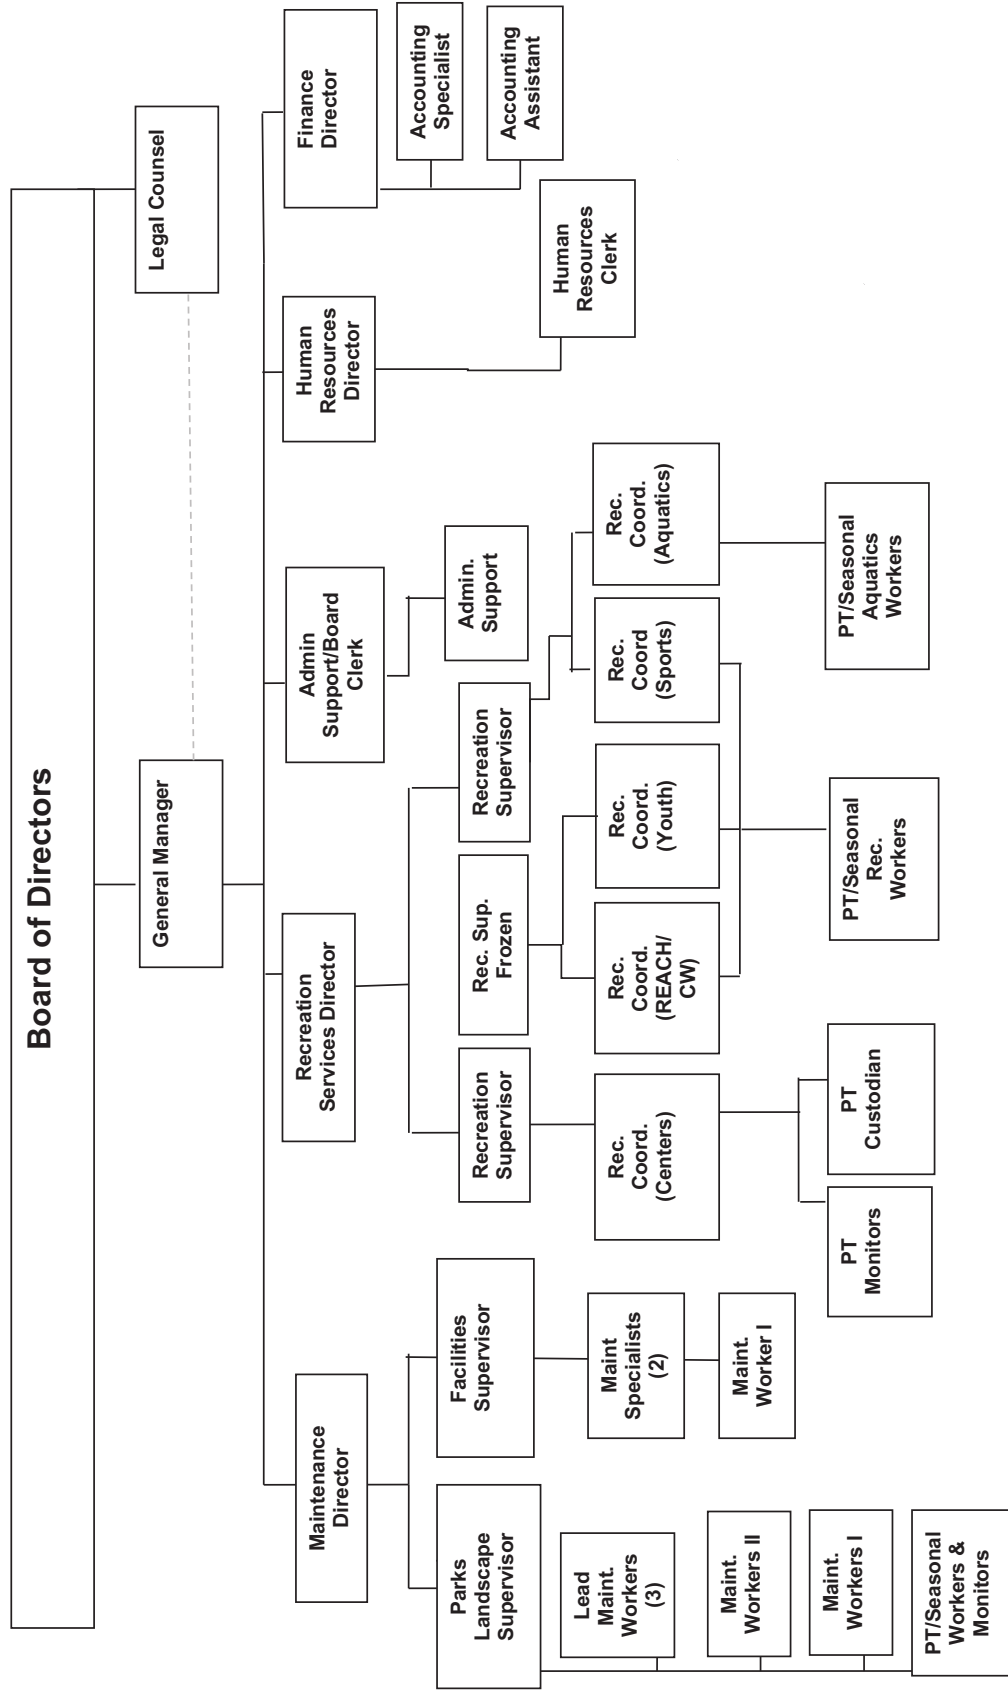 Board of Directors
General Manager
Legal Counsel
Maintenance
Director
Recreation
Services Director
Admin
Support/Board
Clerk
Human
Resources
Director
Finance
Director
Parks
Landscape
Supervisor
Facilities
Supervisor
Recreation
Supervisor
Rec. Sup.
Frozen
Recreation
Supervisor
Admin.
Support
Accounting
Specialist
Accounting
Assistant
Human
Resources
Clerk
Lead
Maint.
Workers
(3)
Maint
Specialists
(2)
Rec.
Coord.
(Centers)
Rec.
Coord.
(REACH/
CW)
Rec.
Coord.
(Youth)
Rec.
Coord
(Sports)
Rec.
Coord.
(Aquatics)
Maint.
Workers II
Maint.
Worker I
Maint.
Workers I
PT
Monitors
PT
Custodian
PT/Seasonal
Rec.
Workers
PT/Seasonal
Aquatics
Workers
PT/Seasonal
Workers &
Monitors